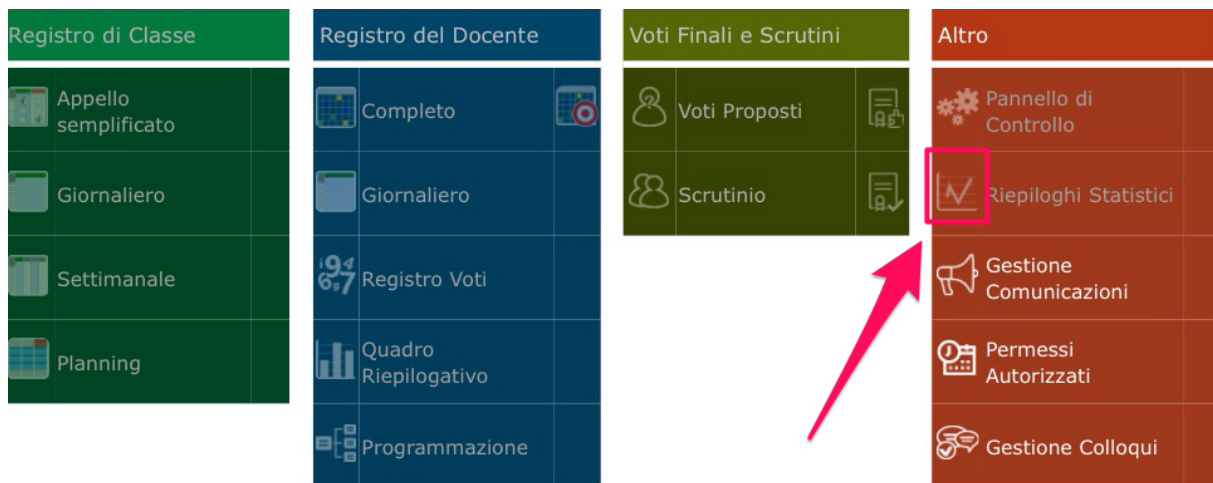 Registro di Classe
Appello
semplificato
Giornaliero
Settimanale
Planning
Registro del Docente
Completo
Giornaliero
Registro Voti
Quadro
Riepilogativo
Programmazione
Voti Finali e Scrutini
Voti Proposti
Scrutinio
Altro
Pannello di
Controllo
Riepiloghi Statistici
Gestione
Comunicazioni
Permessi
Autorizzati
Gestione Colloqui